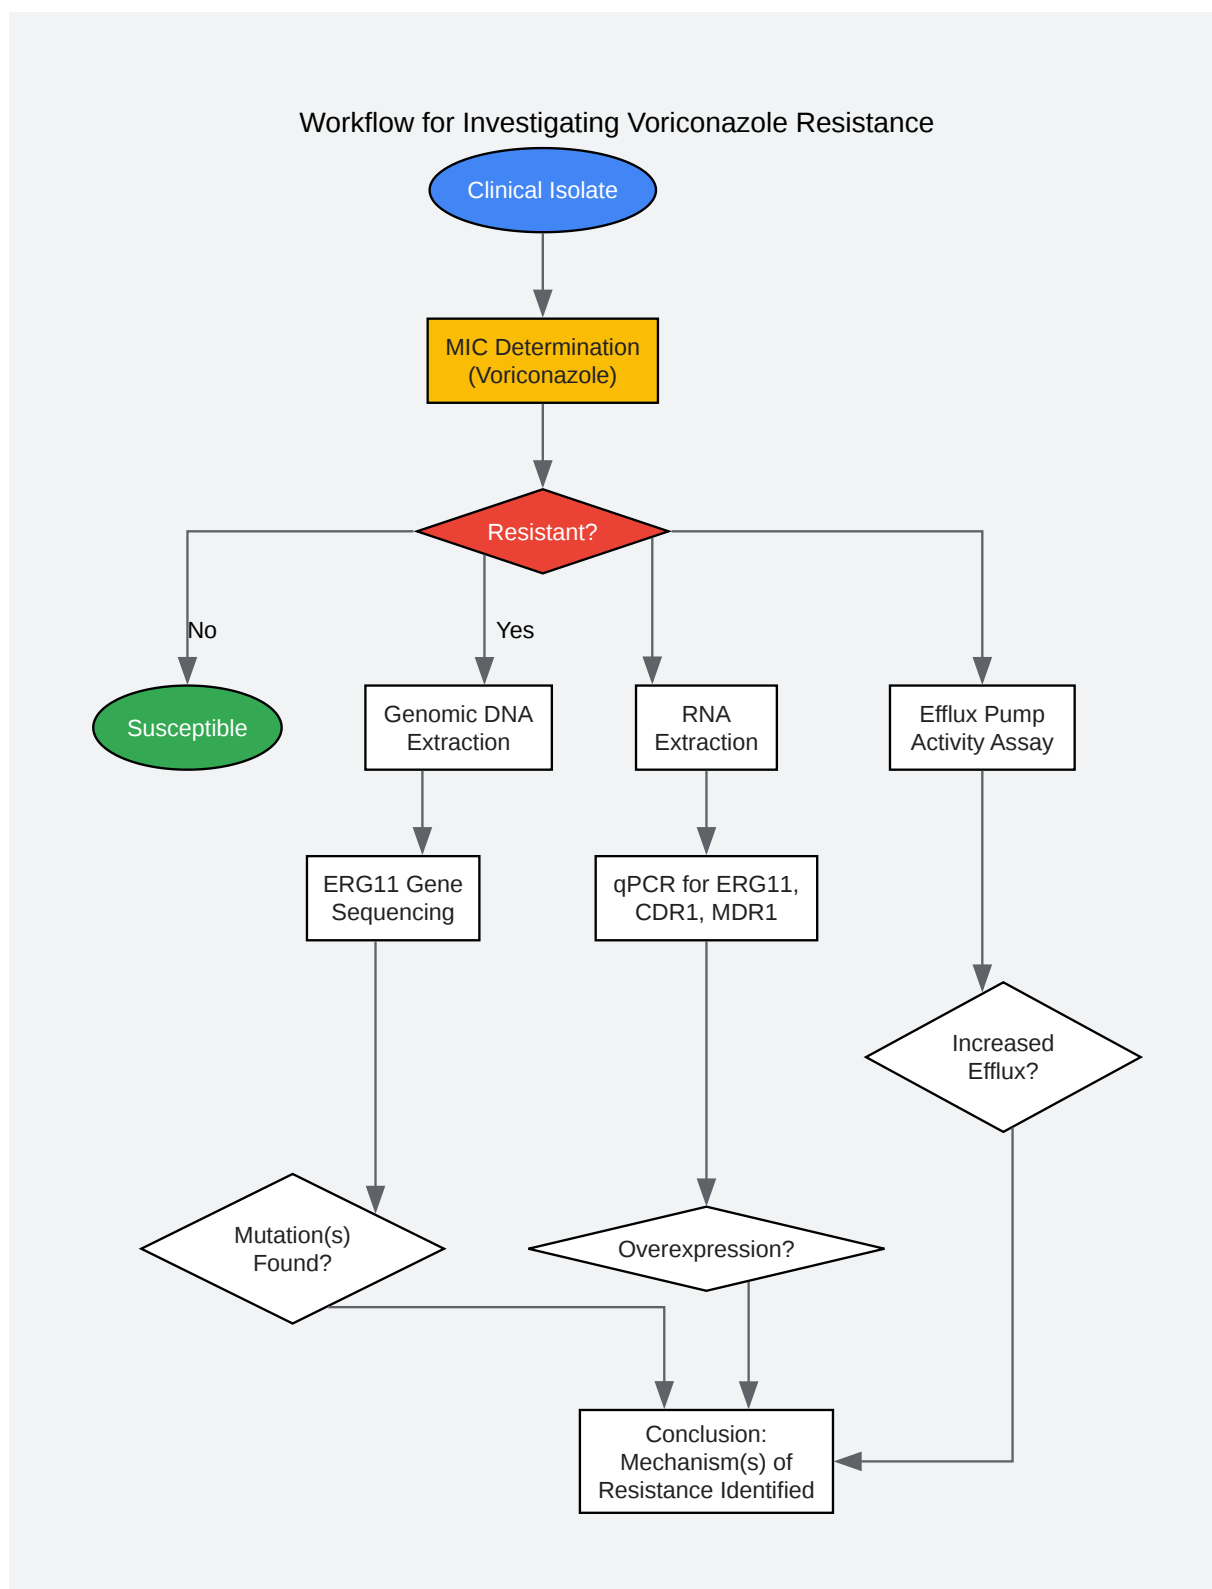 Workflow for Investigating Voriconazole Resistance
Clinical Isolate
MIC Determination
(Voriconazole)
Resistant?
No
Yes
Susceptible
Genomic DNA
Extraction
RNA
Extraction
Efflux Pump
Activity Assay
ERG11 Gene
Sequencing
qPCR for ERG11,
CDR1, MDR1
Increased
Efflux?
Mutation(s)
Found?
Overexpression?
Conclusion:
Mechanism(s) of
Resistance Identified